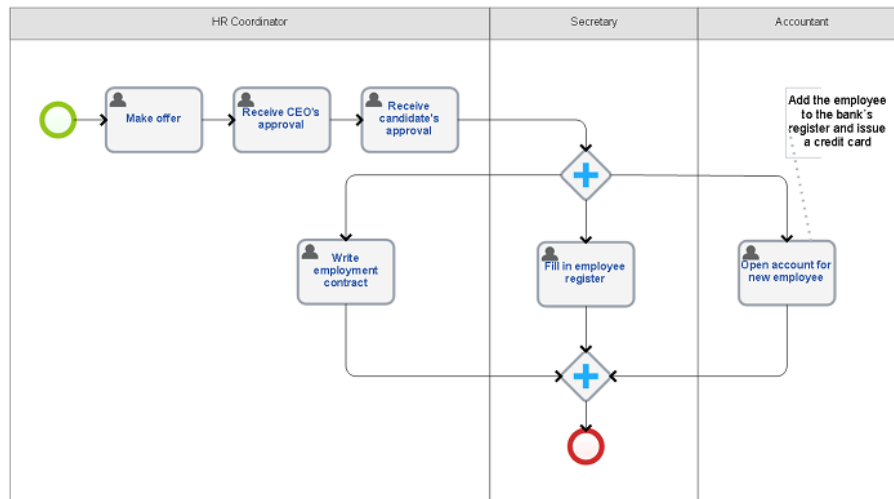 HR Coordinator
Secretary
Accountant
Make offer
Receive CEO's
approval
Receive
candidate's
approval
Add the employee
to the bank´s
register and issue
a credit card
Write
employment
contract
Fill in employee
register
Open account for
new employee